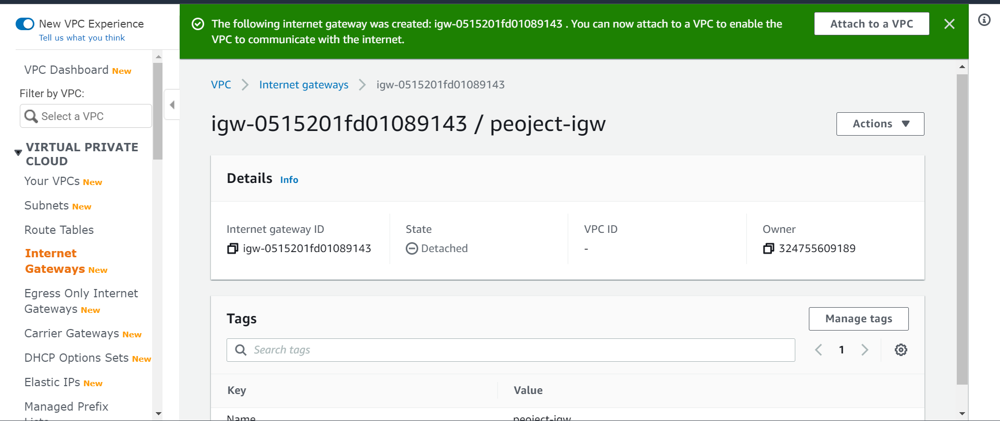 New VPC Experience
Tell us what you think
The following internet gateway was created: igw-0515201fd01089143 . You can now attach to a VPC to enable the
VPC to communicate with the internet.
Attach to a VPC
VPC Dashboard New
Filter by VPC:
Select a VPC
VIRTUAL PRIVATE
CLOUD
Your VPCs New
Subnets New
Route Tables
Internet
Gateways New
Egress Only Internet
Gateways New
Carrier Gateways New
DHCP Options Sets New
Elastic IPs New
Managed Prefix
Lists
VPC
Internet gateways
igw-0515201fd01089143
igw-0515201fd01089143 / peoject-igw
Actions
Details Info
Internet gateway ID
igw-0515201fd01089143
State
Detached
VPC ID
-
Owner
324755609189
Tags
Manage tags
Search tags
1
Key
Value
Name
peoject-igw